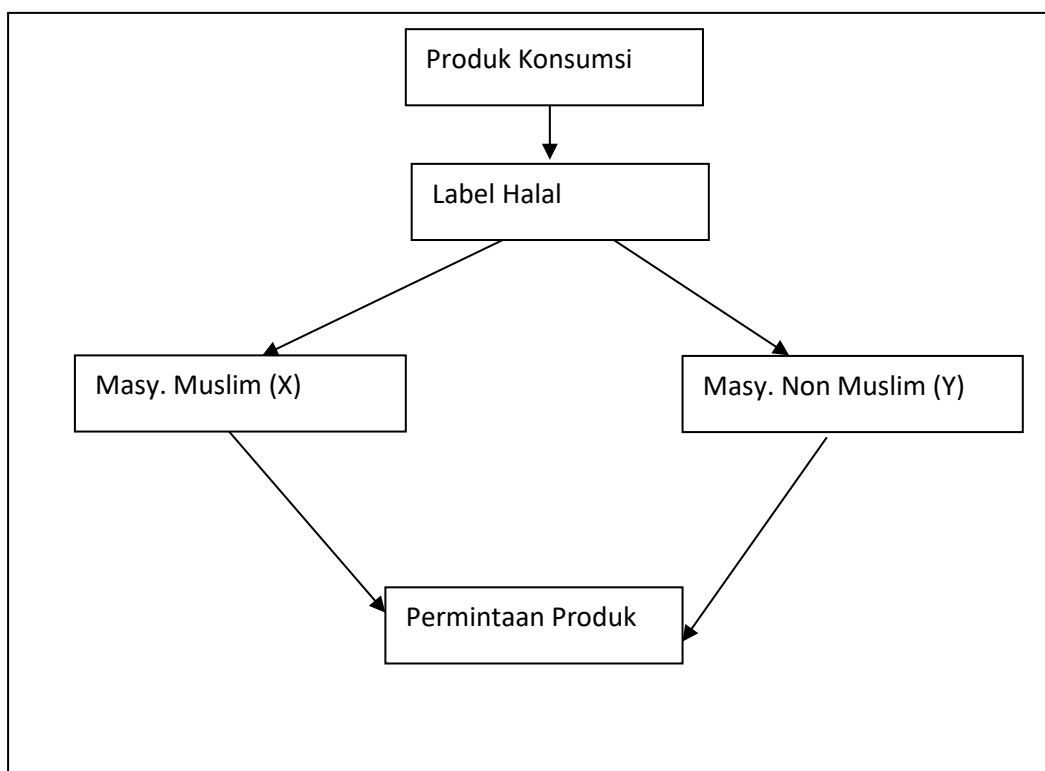 Produk Konsumsi
Label Halal
Masy. Muslim (X)
Masy. Non Muslim (Y)
Permintaan Produk